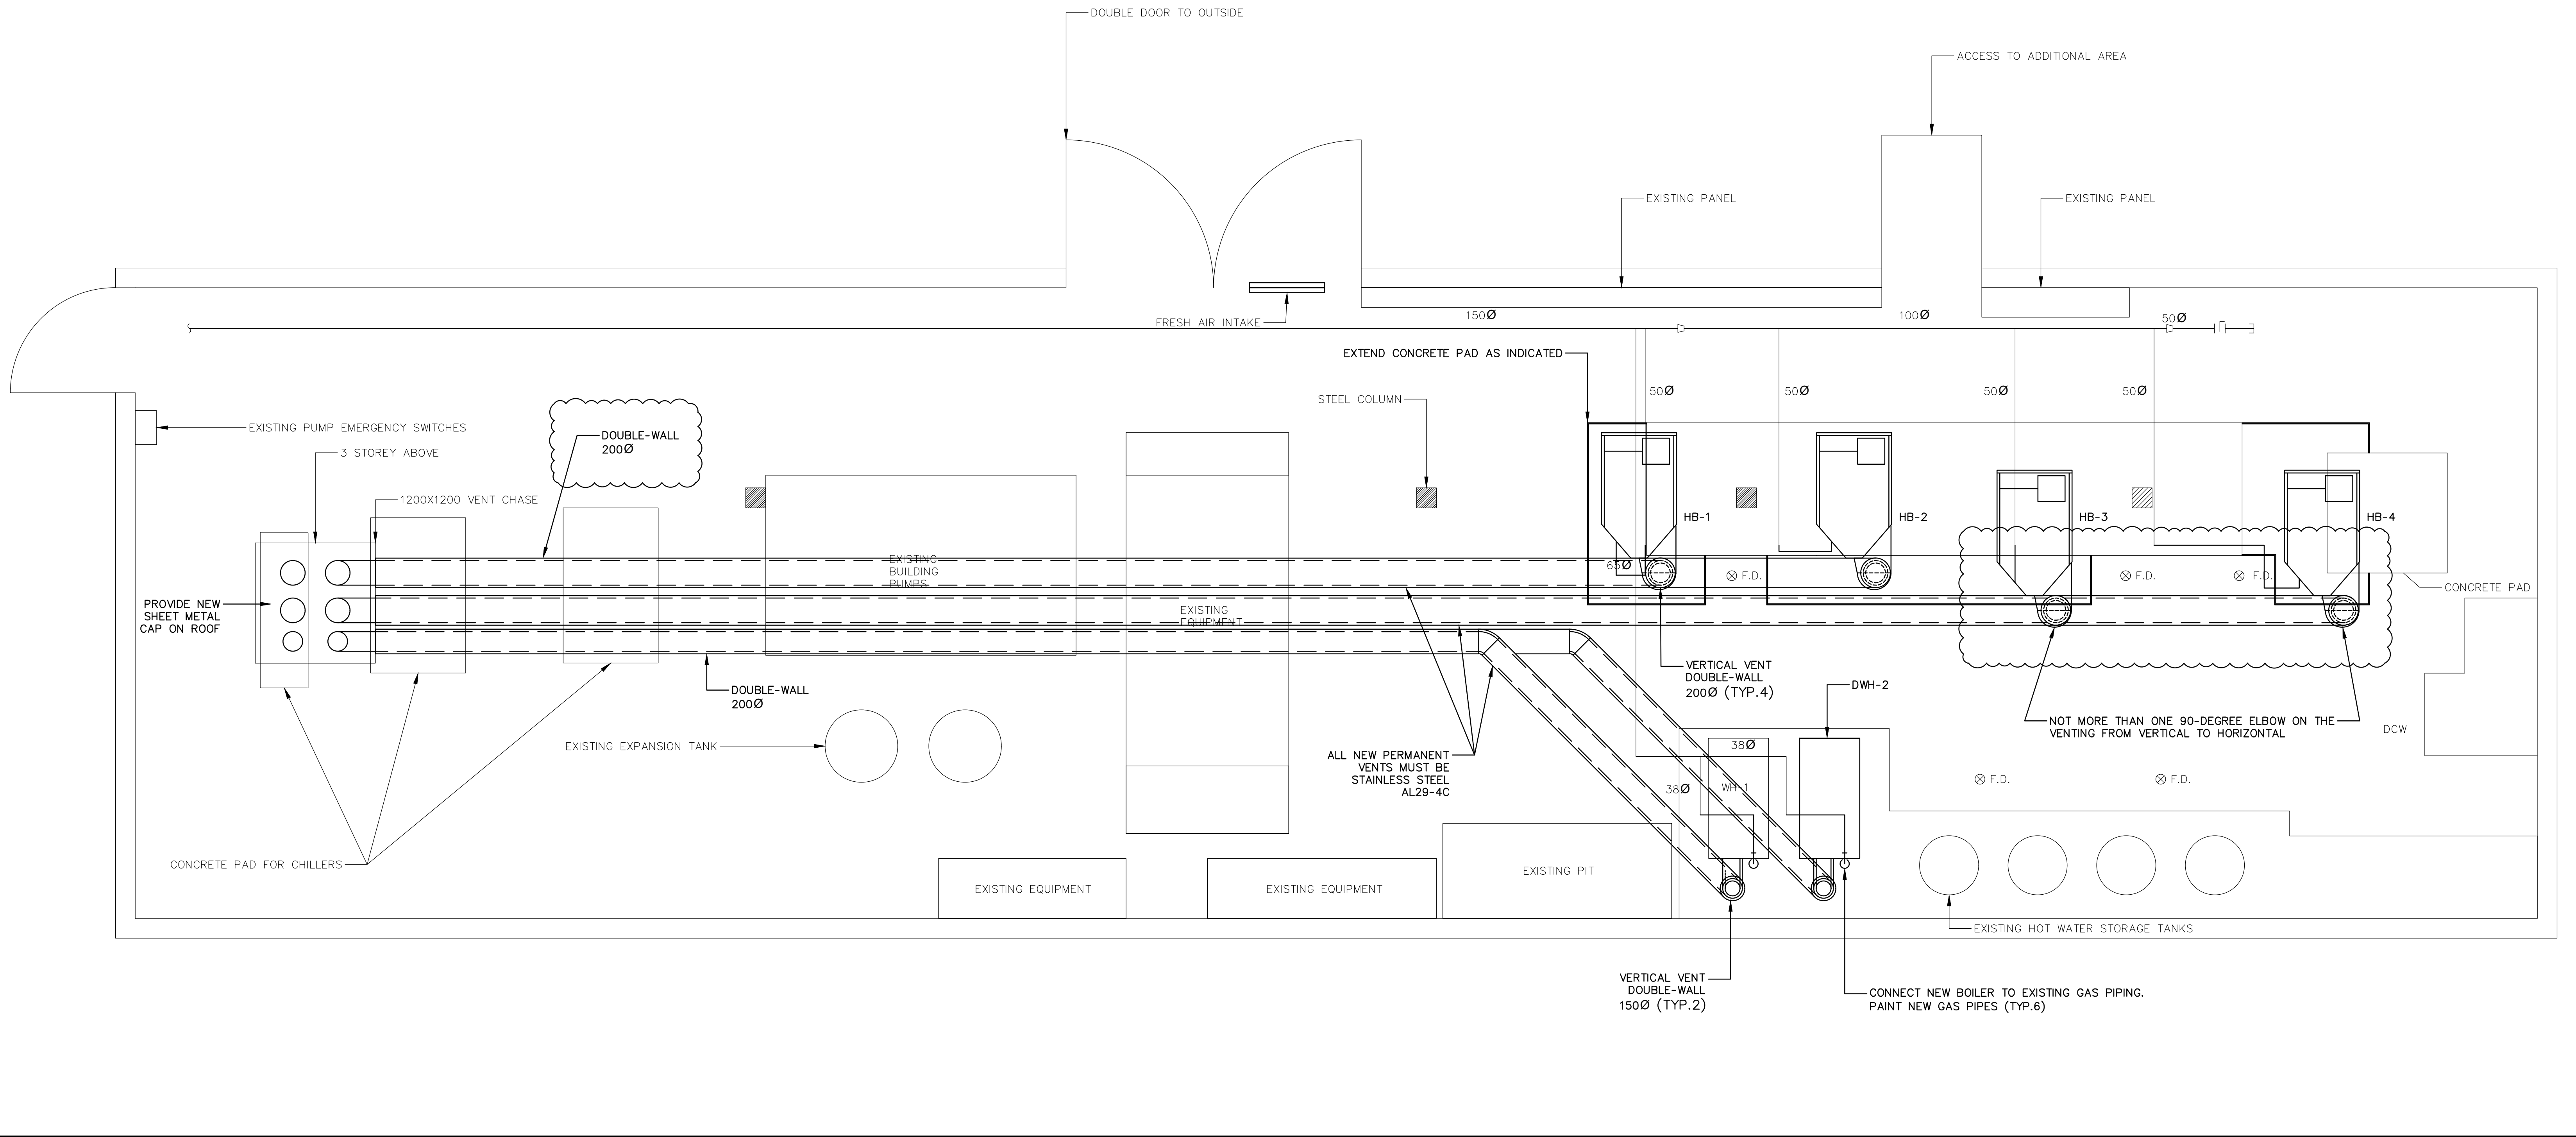 DOUBLE DOOR TO OUTSIDE
ACCESS TO ADDITIONAL AREA
EXISTING PANEL
EXISTING PANEL
FRESH AIR INTAKE
150Ø
100Ø
50Ø
EXTEND CONCRETE PAD AS INDICATED
STEEL COLUMN
50Ø
50Ø
50Ø
50Ø
EXISTING PUMP EMERGENCY SWITCHES
3 STOREY ABOVE
1200X1200 VENT CHASE
DOUBLE-WALL
200Ø
HB-1
HB-2
HB-3
HB-4
EXISTING
BUILDING
PUMPS
65Ø
F.D.
F.D.
F.D.
CONCRETE PAD
PROVIDE NEW
SHEET METAL
CAP ON ROOF
EXISTING
EQUIPMENT
DOUBLE-WALL
200Ø
VERTICAL VENT
DOUBLE-WALL
200Ø (TYP.4)
DWH-2
NOT MORE THAN ONE 90-DEGREE ELBOW ON THE
VENTING FROM VERTICAL TO HORIZONTAL
DCW
EXISTING EXPANSION TANK
ALL NEW PERMANENT
VENTS MUST BE
STAINLESS STEEL
AL29-4C
38Ø
38Ø
WH-1
F.D.
F.D.
CONCRETE PAD FOR CHILLERS
EXISTING EQUIPMENT
EXISTING EQUIPMENT
EXISTING PIT
EXISTING HOT WATER STORAGE TANKS
VERTICAL VENT
DOUBLE-WALL
150Ø (TYP.2)
CONNECT NEW BOILER TO EXISTING GAS PIPING.
PAINT NEW GAS PIPES (TYP.6)